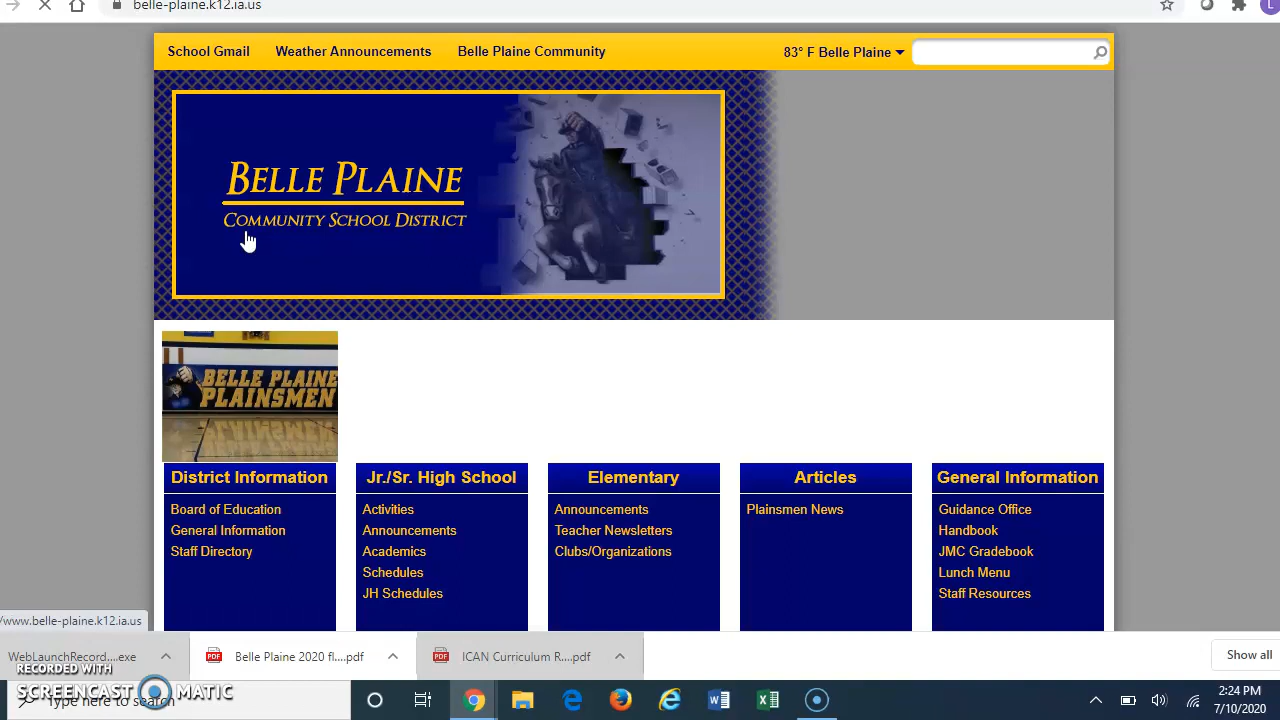 belle-plaine.k12.ia.us
School Gmail Weather Announcements Belle Plaine Community 83° F Belle Plaine
BELLE PLAINE
COMMUNITY SCHOOL DISTRICT
BELLE PLAINE
PLAINSMEN
District Information Jr./Sr. High School Elementary Articles General Information
Board of Education Activities Announcements Plainsmen News Guidance Office
General Information Announcements Teacher Newsletters Handbook
Staff Directory Academics Clubs/Organizations JMC Gradebook
Schedules Lunch Menu
JH Schedules Staff Resources
/www.belle-plaine.k12.ia.us
WebLaunchRecord....exe Belle Plaine 2020 fl....pdf ICAN Curriculum R....pdf Show all
RECORDED WITH
SCREENCAST MATIC
Type here to search
2:24 PM
7/10/2020